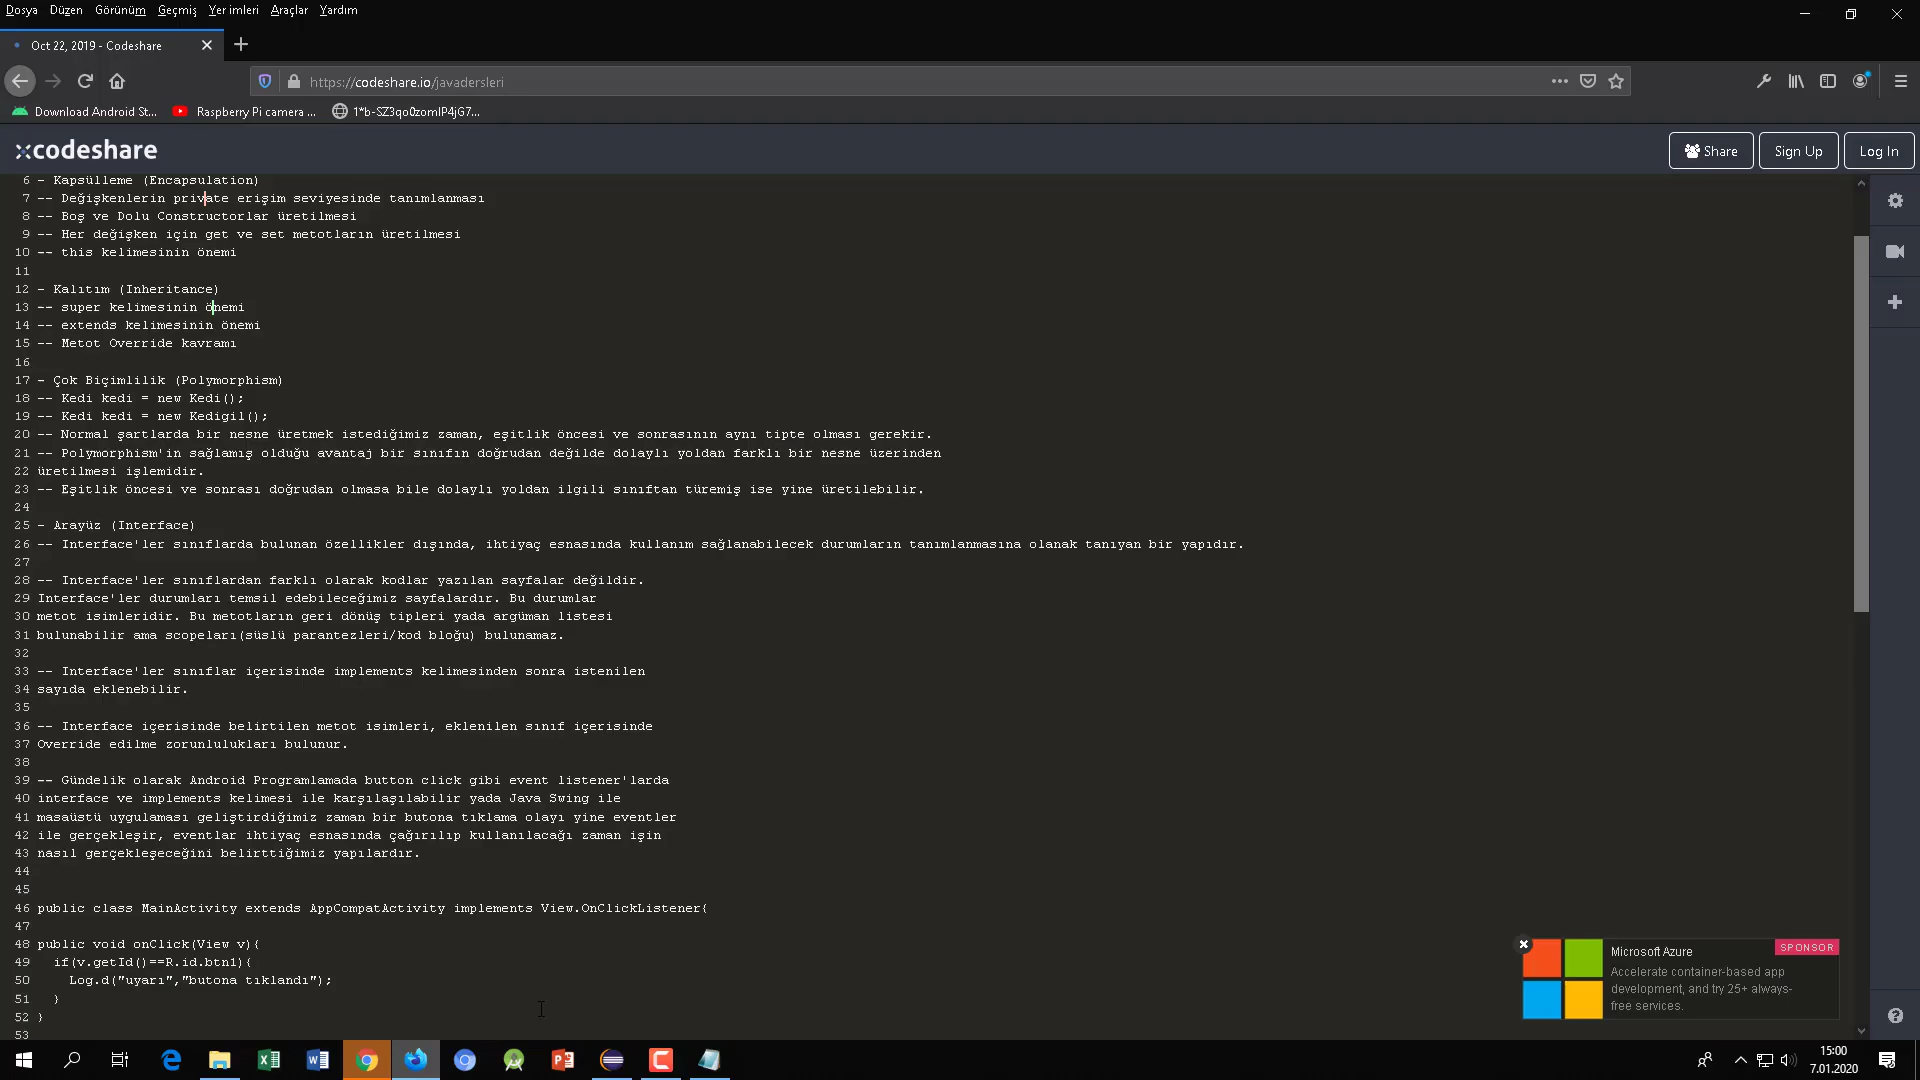 Dosya Düzen Görünüm Geçmiş Yer imleri Araçlar Yardım
Oct 22, 2019 - Codeshare
https://codeshare.io/javadersleri
Download Android St... Raspberry Pi camera ... 1*b-SZ3qo0zomIP4jG7...
codeshare
Share Sign Up Log In
6 - Kapsülleme (Encapsulation)
7 -- Değişkenlerin private erişim seviyesinde tanımlanması
8 -- Boş ve Dolu Constructorlar üretilmesi
9 -- Her değişken için get ve set metotların üretilmesi
10 -- this kelimesinin önemi
11
12 - Kalıtım (Inheritance)
13 -- super kelimesinin önemi
14 -- extends kelimesinin önemi
15 -- Metot Override kavramı
16
17 - Çok Biçimlilik (Polymorphism)
18 -- Kedi kedi = new Kedi();
19 -- Kedi kedi = new Kedigil();
20 -- Normal şartlarda bir nesne üretmek istediğimiz zaman, eşitlik öncesi ve sonrasının aynı tipte olması gerekir.
21 -- Polymorphism'in sağlamış olduğu avantaj bir sınıfın doğrudan değilde dolaylı yoldan farklı bir nesne üzerinden
22 üretilmesi işlemidir.
23 -- Eşitlik öncesi ve sonrası doğrudan olmasa bile dolaylı yoldan ilgili sınıftan türemiş ise yine üretilebilir.
24
25 - Arayüz (Interface)
26 -- Interface'ler sınıflarda bulunan özellikler dışında, ihtiyaç esnasında kullanım sağlanabilecek durumların tanımlanmasına olanak tanıyan bir yapıdır.
27
28 -- Interface'ler sınıflardan farklı olarak kodlar yazılan sayfalar değildir.
29 Interface'ler durumları temsil edebileceğimiz sayfalardır. Bu durumlar
30 metot isimleridir. Bu metotların geri dönüş tipleri yada argüman listesi
31 bulunabilir ama scopeları(süslü parantezleri/kod bloğu) bulunamaz.
32
33 -- Interface'ler sınıflar içerisinde implements kelimesinden sonra istenilen
34 sayıda eklenebilir.
35
36 -- Interface içerisinde belirtilen metot isimleri, eklenilen sınıf içerisinde
37 Override edilme zorunlulukları bulunur.
38
39 -- Gündelik olarak Android Programlamada button click gibi event listener'larda
40 interface ve implements kelimesi ile karşılaşılabilir yada Java Swing ile
41 masaüstü uygulaması geliştirdiğimiz zaman bir butona tıklama olayı yine eventler
42 ile gerçekleşir, eventlar ihtiyaç esnasında çağırılıp kullanılacağı zaman işin
43 nasıl gerçekleşeceğini belirttiğimiz yapılardır.
44
45
46 public class MainActivity extends AppCompatActivity implements View.OnClickListener{
47
48 public void onClick(View v){
49 if(v.getId()==R.id.btn1){
50 Log.d("uyarı","butona tıklandı");
51 }
52 }
53
Microsoft Azure SPONSOR
Accelerate container-based app
development, and try 25+ always-
free services.
15:00
7.01.2020